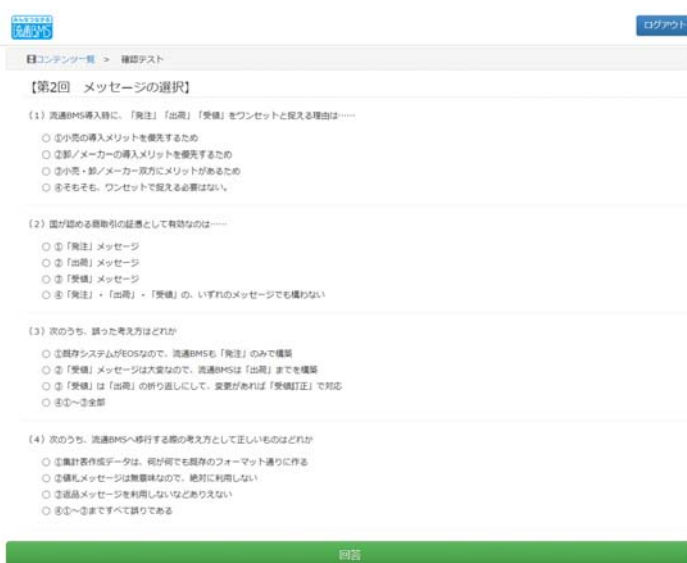 みんなつながる
流通BMS
ログアウト
コンテンツ一覧 > 確認テスト
【第2回 メッセージの選択】
(1) 流通BMS導入時に、「発注」「出荷」「受領」をワンセットと捉える理由は……
①小売の導入メリットを優先するため
②卸/メーカーの導入メリットを優先するため
③小売・卸/メーカー双方にメリットがあるため
④そもそも、ワンセットで捉える必要はない。
(2) 国が認める商取引の証憑として有効なのは……
①「発注」メッセージ
②「出荷」メッセージ
③「受領」メッセージ
④「発注」・「出荷」・「受領」の、いずれのメッセージでも構わない
(3) 次のうち、誤った考え方はどれか
①既存システムがEOSなので、流通BMSも「発注」のみで構築
②「受領」メッセージは大変なので、流通BMSは「出荷」までを構築
③「受領」は「出荷」の折り返しにして、変更があれば「受領訂正」で対応
④①～③全部
(4) 次のうち、流通BMSへ移行する際の考え方として正しいものはどれか
①集計表作成データは、何が何でも既存のフォーマット通りに作る
②値札メッセージは無意味なので、絶対に利用しない
③返品メッセージを利用しないなどありえない
④①～③まですべて誤りである
回答